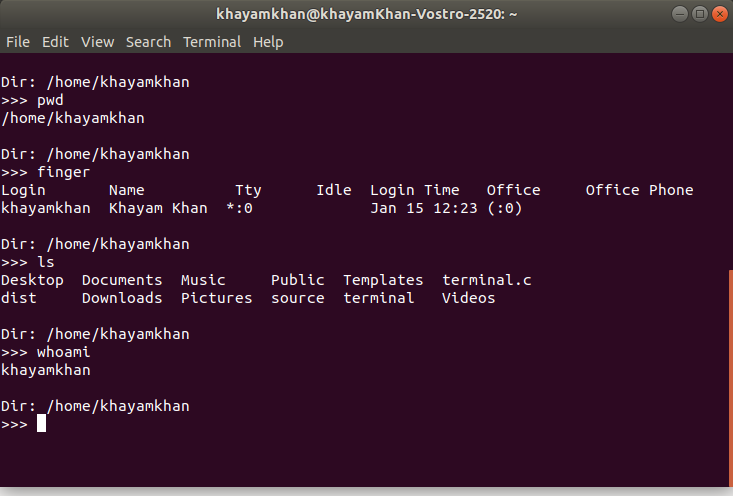 khayamkhan@khayamKhan-Vostro-2520: ~
File Edit View Search Terminal Help
Dir: /home/khayamkhan
>>> pwd
/home/khayamkhan
Dir: /home/khayamkhan
>>> finger
Login       Name          Tty      Idle  Login Time   Office     Office Phone
khayamkhan  Khayam Khan  *:0             Jan 15 12:23 (:0)
Dir: /home/khayamkhan
>>> ls
Desktop  Documents  Music     Public  Templates  terminal.c
dist     Downloads  Pictures  source  terminal   Videos
Dir: /home/khayamkhan
>>> whoami
khayamkhan
Dir: /home/khayamkhan
>>>